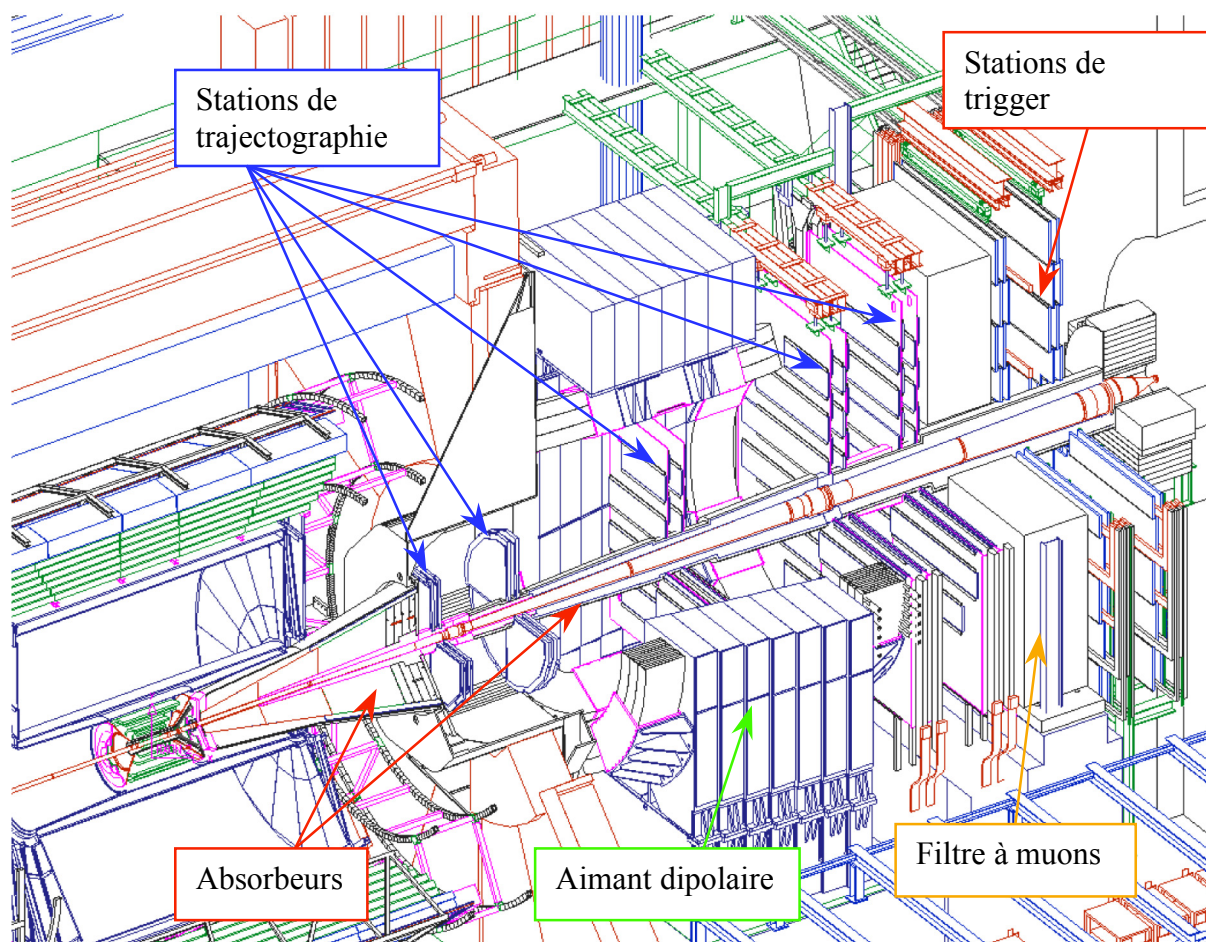 Stations de
trajectographie
Stations de
trigger
Absorbeurs
Aimant dipolaire
Filtre à muons